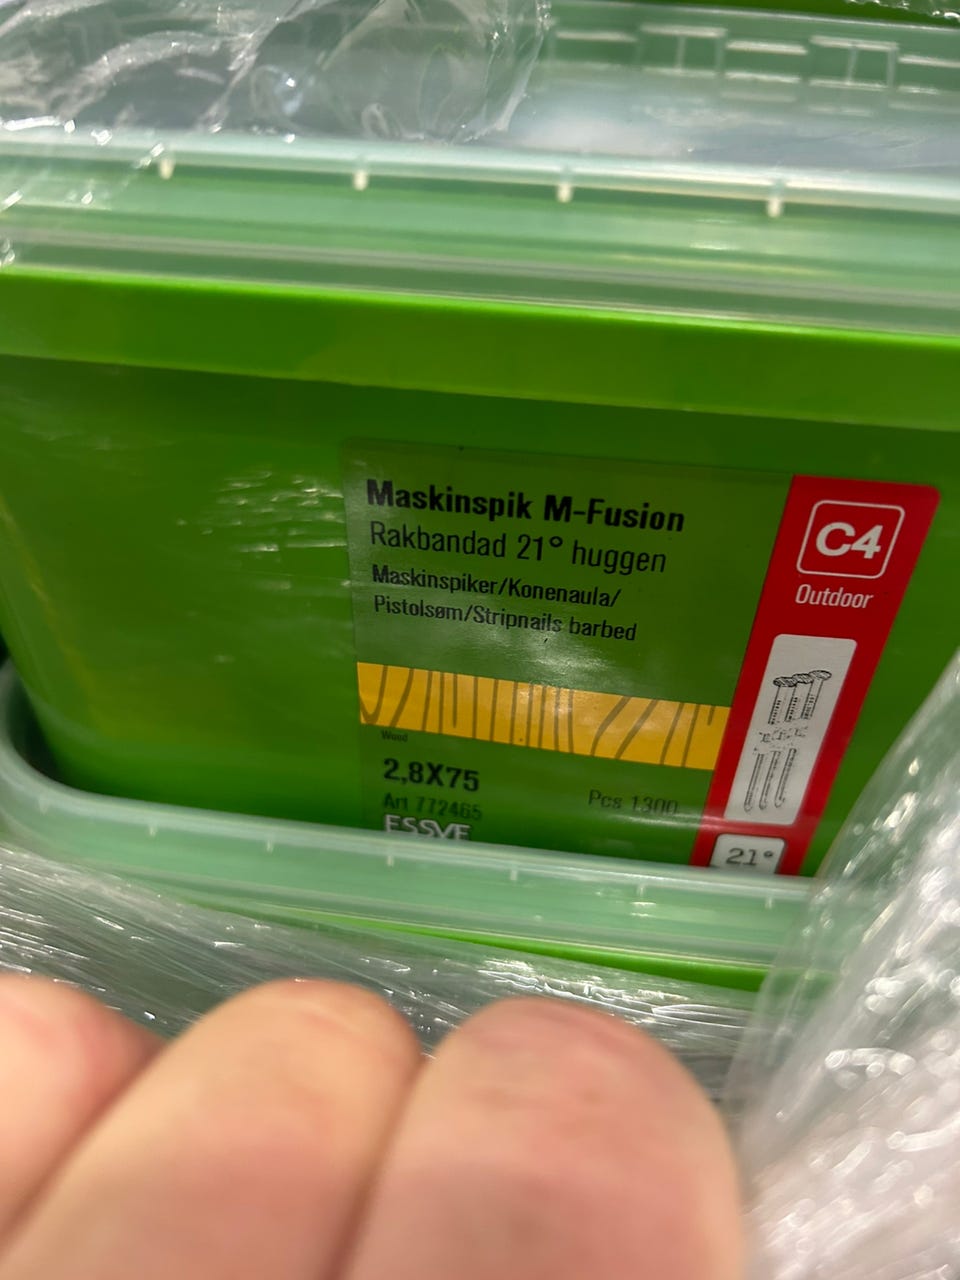 Maskinspik M-Fusion
Rakbandad 21° huggen
Maskinspiker/Konenaula/
Pistolsøm/Stripnails barbed
Wood
2,8X75
Art 772465
Pcs 1300
ESSVE
C4
Outdoor
21°